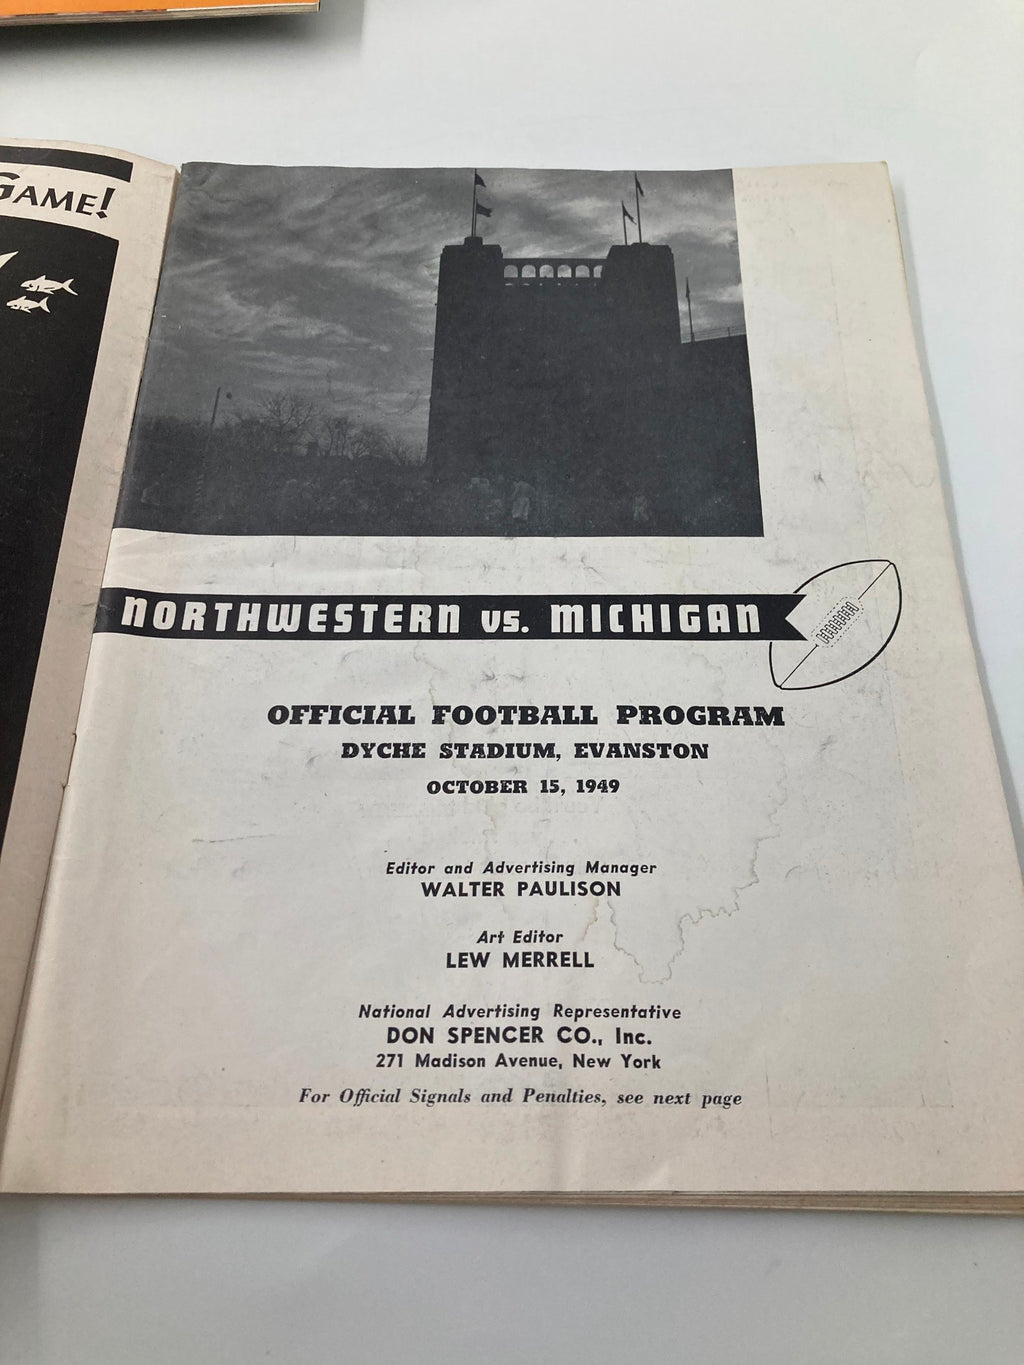 GAME!
NORTHWESTERN vs. MICHIGAN
OFFICIAL FOOTBALL PROGRAM
DYCHE STADIUM, EVANSTON
OCTOBER 15, 1949
Editor and Advertising Manager
WALTER PAULISON
Art Editor
LEW MERRELL
National Advertising Representative
DON SPENCER CO., Inc.
271 Madison Avenue, New York
For Official Signals and Penalties, see next page